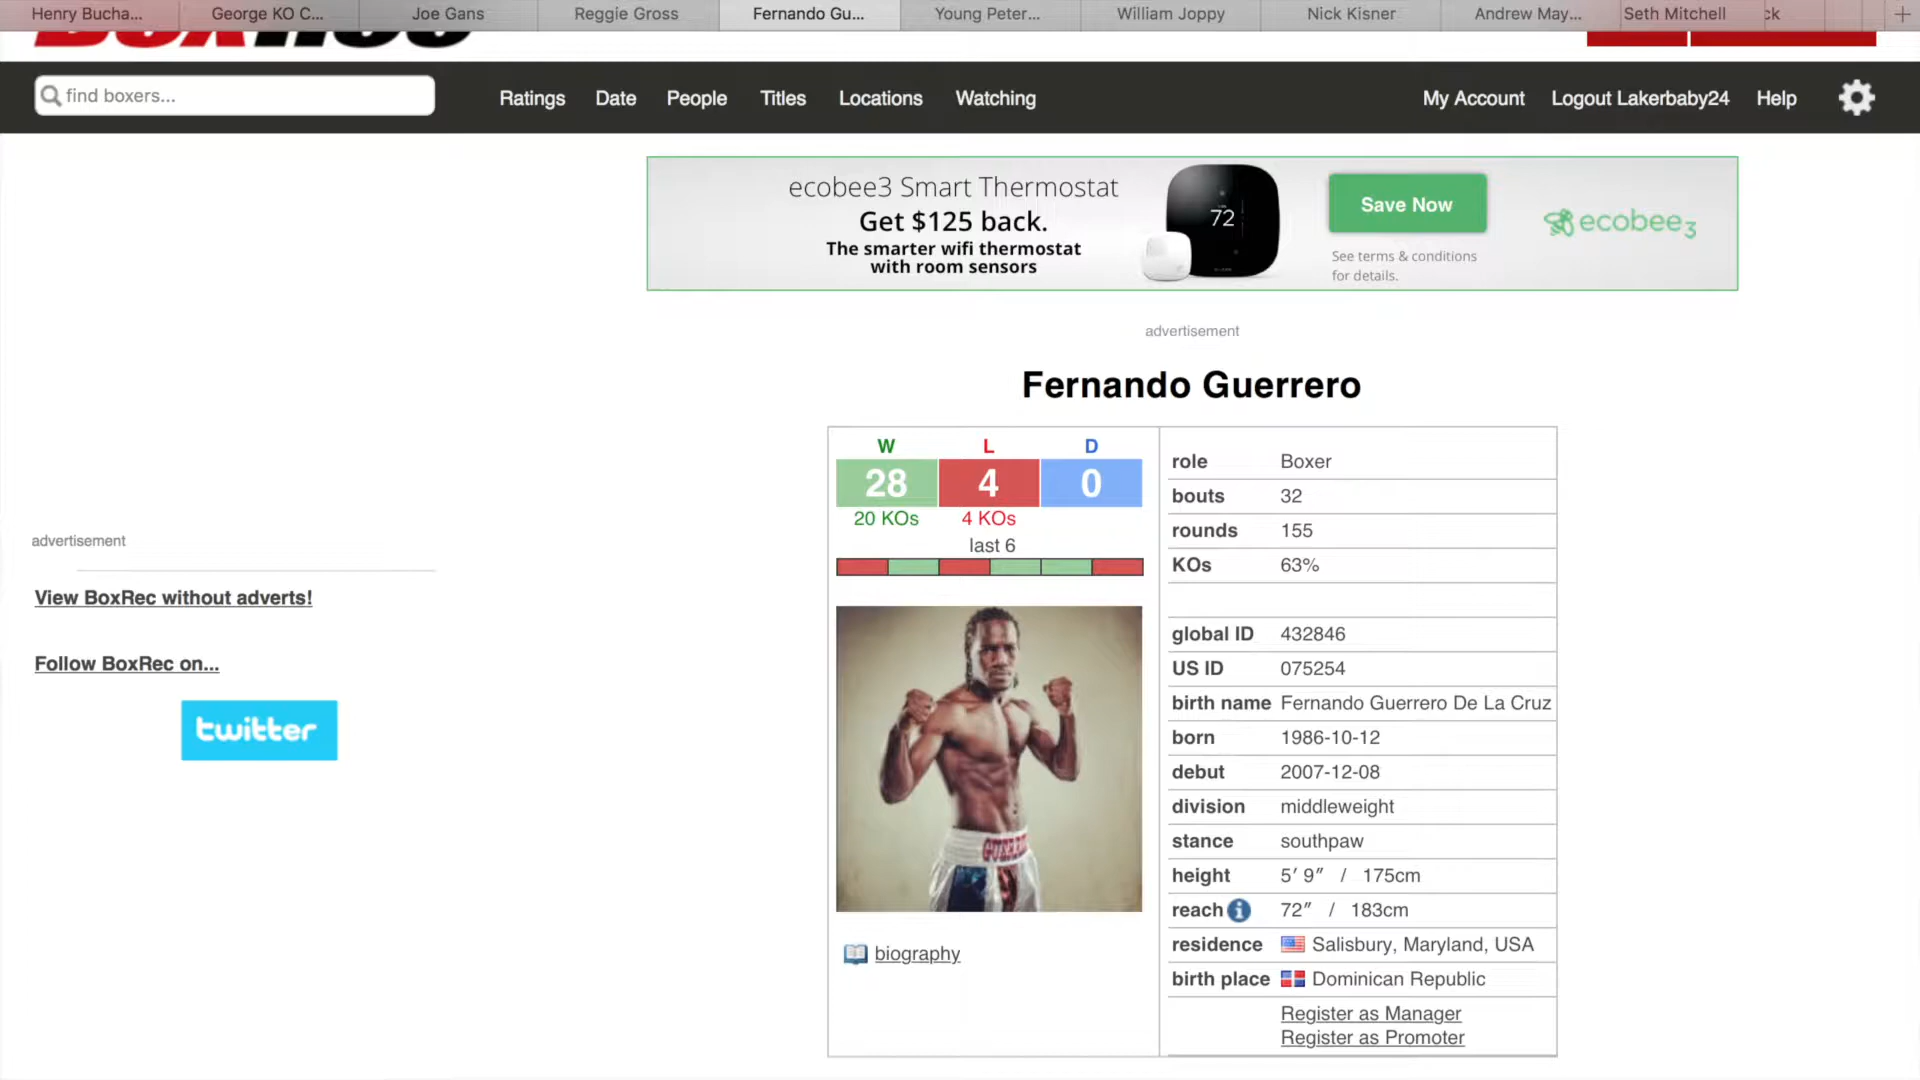 Henry Bucha...
George KO C...
Joe Gans
Reggie Gross
Fernando Gu...
Young Peter...
William Joppy
Nick Kisner
Andrew May...
Seth Mitchell
ck
find boxers...
Ratings
Date
People
Titles
Locations
Watching
My Account
Logout Lakerbaby24
Help
ecobee3 Smart Thermostat
Get $125 back.
The smarter wifi thermostat
with room sensors
72
Save Now
See terms & conditions
for details.
ecobee3
advertisement
Fernando Guerrero
W L D
28 4 0
20 KOs 4 KOs
last 6
biography
role Boxer
bouts 32
rounds 155
KOs 63%
global ID 432846
US ID 075254
birth name Fernando Guerrero De La Cruz
born 1986-10-12
debut 2007-12-08
division middleweight
stance southpaw
height 5′ 9″ / 175cm
reach 72″ / 183cm
residence Salisbury, Maryland, USA
birth place Dominican Republic
Register as Manager
Register as Promoter
advertisement
View BoxRec without adverts!
Follow BoxRec on...
twitter